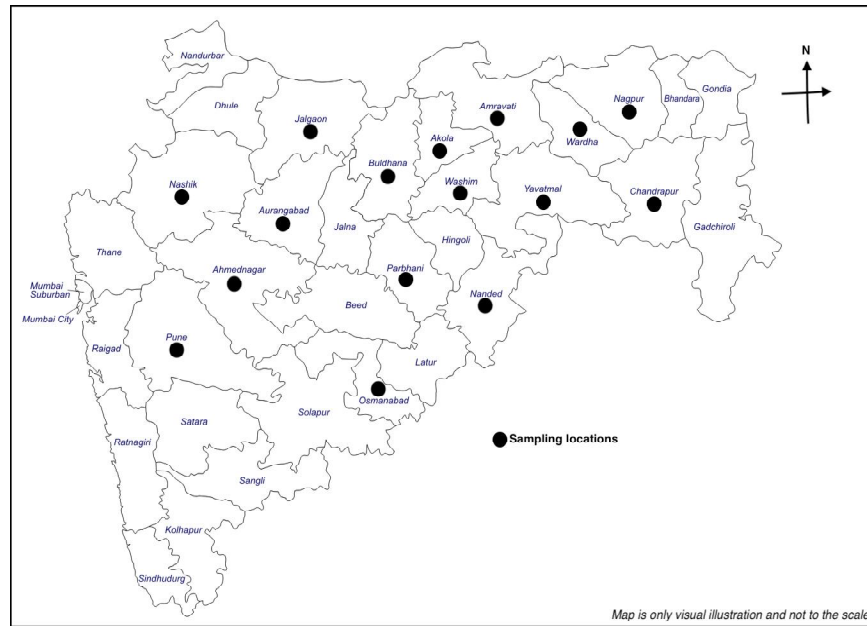 Nandurbar
N
Dhule
Jalgaon
Amravati
Nagpur
Bhandara
Gondia
Akola
Wardha
Buldhana
Nashik
Washim
Yavatmal
Chandrapur
Aurangabad
Jalna
Hingoli
Gadchiroli
Thane
Ahmednagar
Parbhani
Mumbai
Suburban
Nanded
Beed
Mumbai City
Pune
Raigad
Latur
Osmanabad
Solapur
Satara
Ratnagiri
Sampling locations
Sangli
Kolhapur
Sindhudurg
Map is only visual illustration and not to the scale